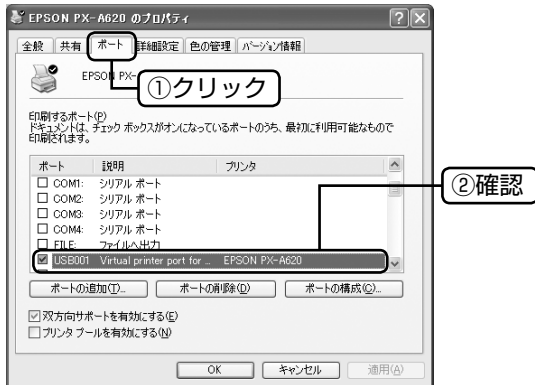 EPSON PX-A620 のプロパティ
全般 共有 ポート 詳細設定 色の管理 バージョン情報
EPSON PX-
①クリック
印刷するポート(P)
ドキュメントは、チェック ボックスがオンになっているポートのうち、最初に利用可能なもので
印刷されます。
ポート 説明 プリンタ
COM1: シリアル ポート
COM2: シリアル ポート
COM3: シリアル ポート
COM4: シリアル ポート
FILE: ファイルへ出力
USB001 Virtual printer port for ... EPSON PX-A620
②確認
ポートの追加(T)... ポートの削除(D) ポートの構成(C)...
双方向サポートを有効にする(E)
プリンタ プールを有効にする(N)
OK キャンセル 適用(A)